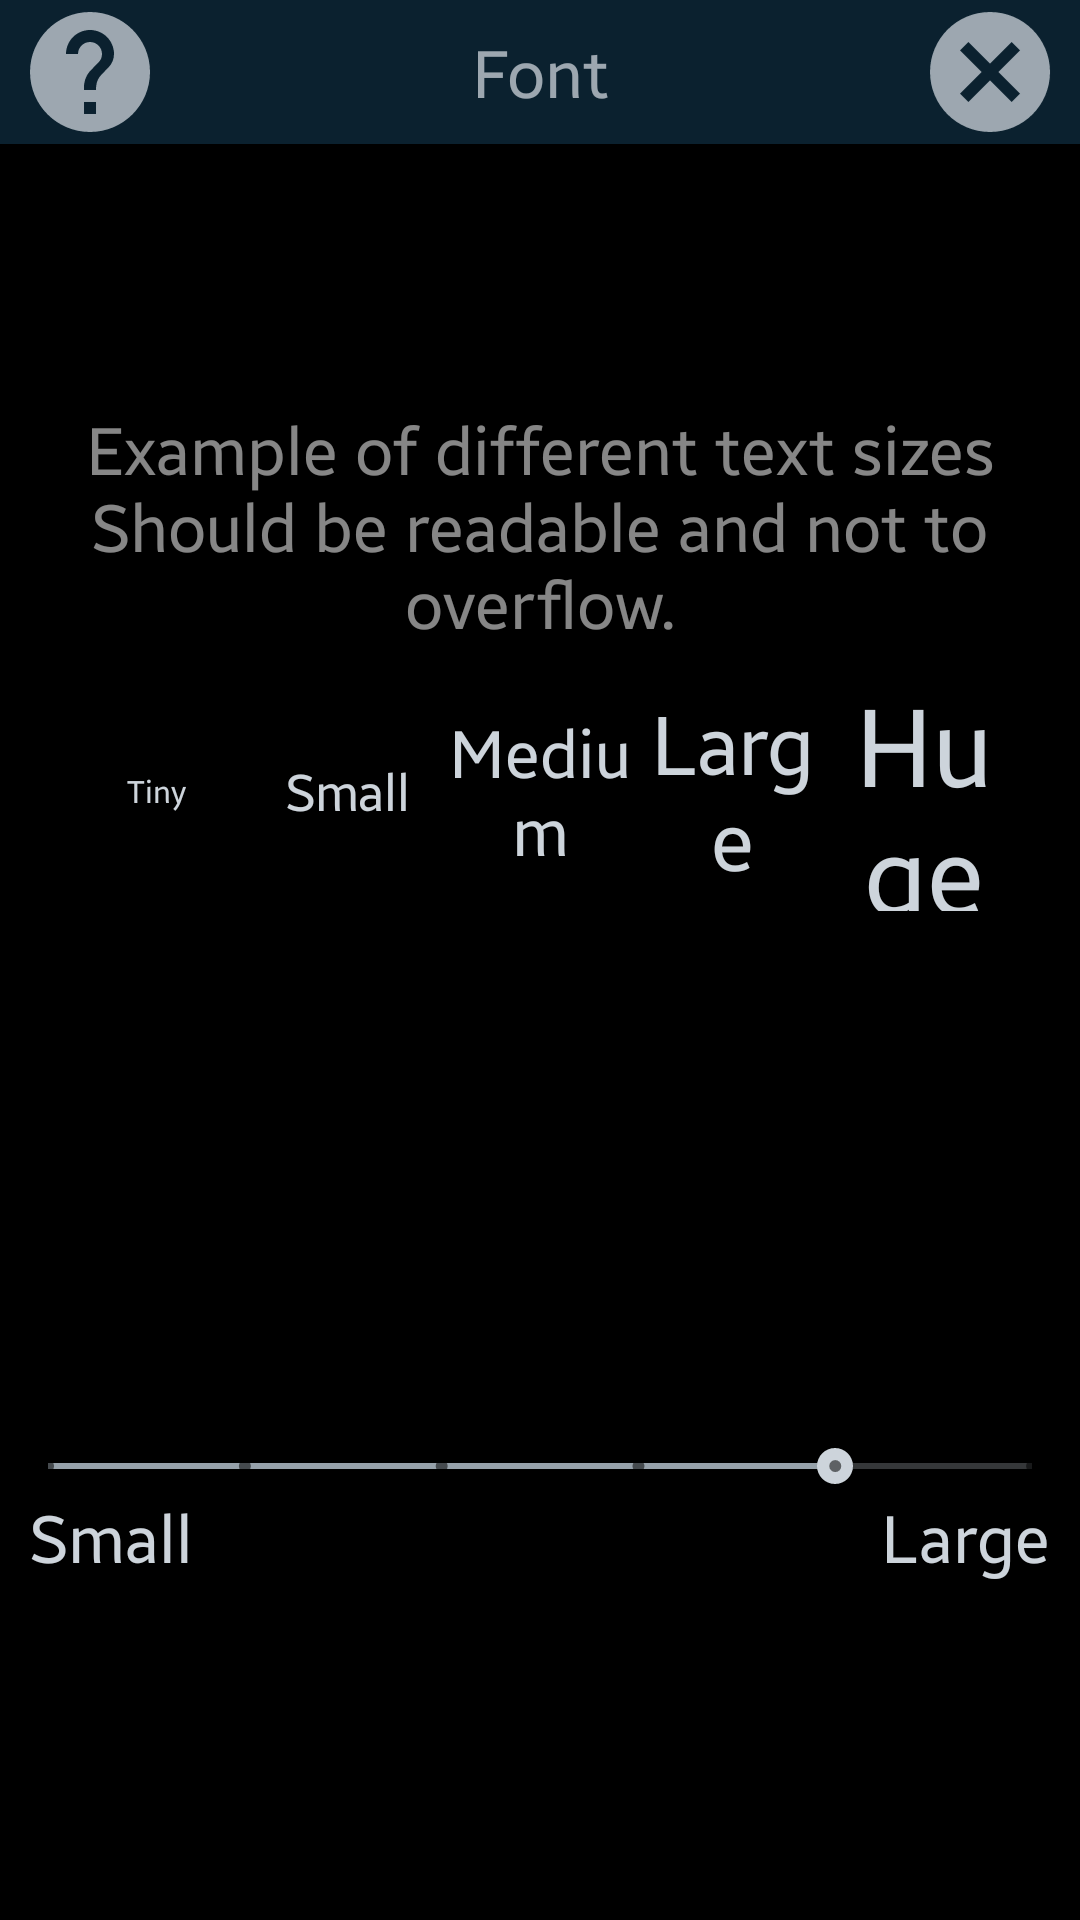 Font
Example of different text sizes
Should be readable and not to
overflow.
Tiny
Small
Mediu
m
Larg
e
Hu
ge
Small
Large